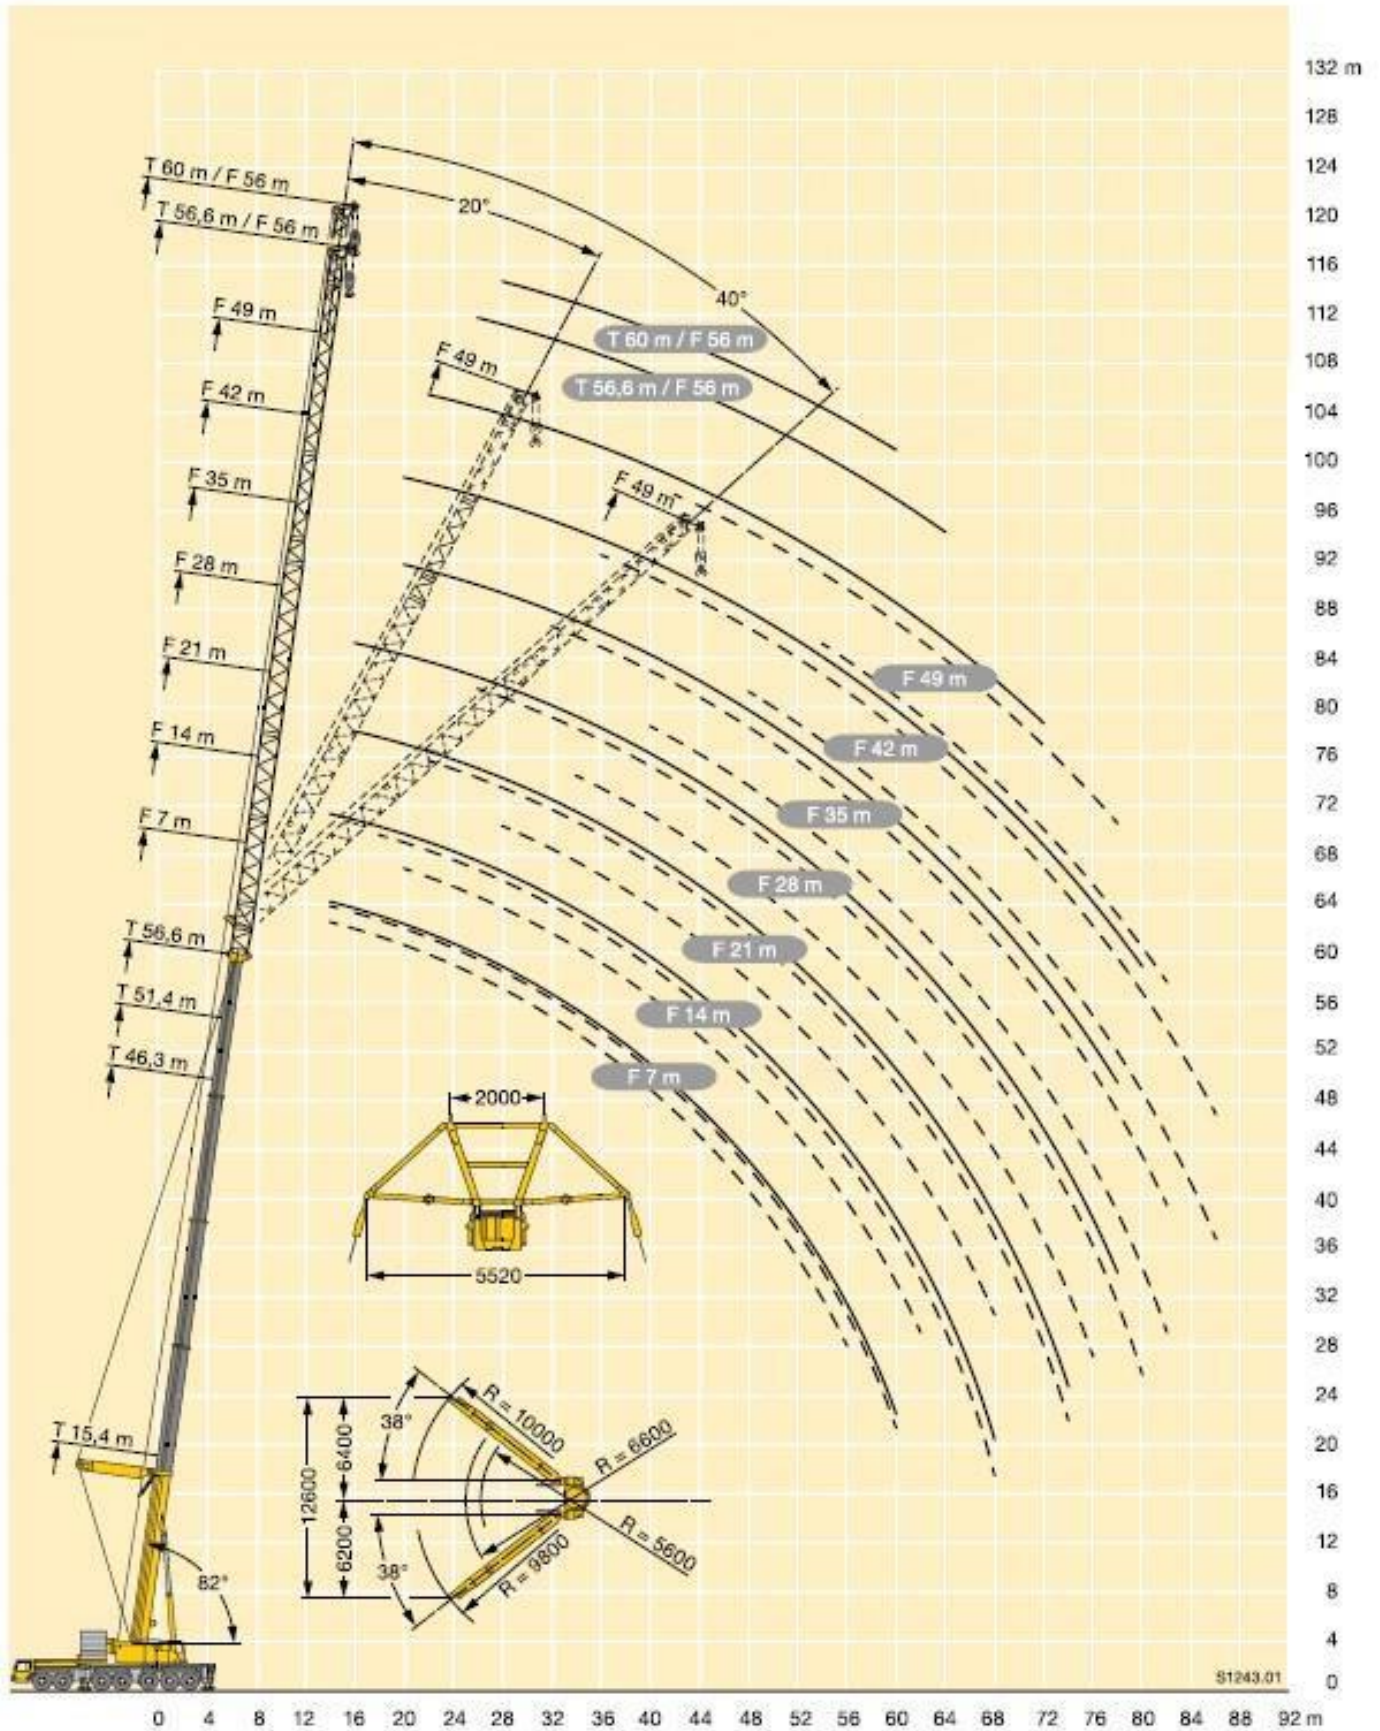 132 m
128
124
T 60 m / F 56 m
120
20°
T 56,6 m / F 56 m
116
40°
112
F 49 m
T 60 m / F 56 m
108
F 49 m
T 56,6 m / F 56 m
104
F 42 m
100
F 35 m
F 49 m
96
92
F 28 m
88
84
F 21 m
F 49 m
80
F 14 m
F 42 m
76
72
F 7 m
F 35 m
68
F 28 m
64
T 56,6 m
F 21 m
60
T 51,4 m
56
F 14 m
T 46,3 m
52
F 7 m
2000
48
44
40
36
5520
32
28
24
38°
R = 10000
T 15,4 m
6400
R = 6600
20
12600
16
6200
R = 5600
12
38°
R = 9800
82°
8
4
S1243.01
0
0 4 8 12 16 20 24 28 32 36 40 44 48 52 56 60 64 68 72 76 80 84 88 92 m